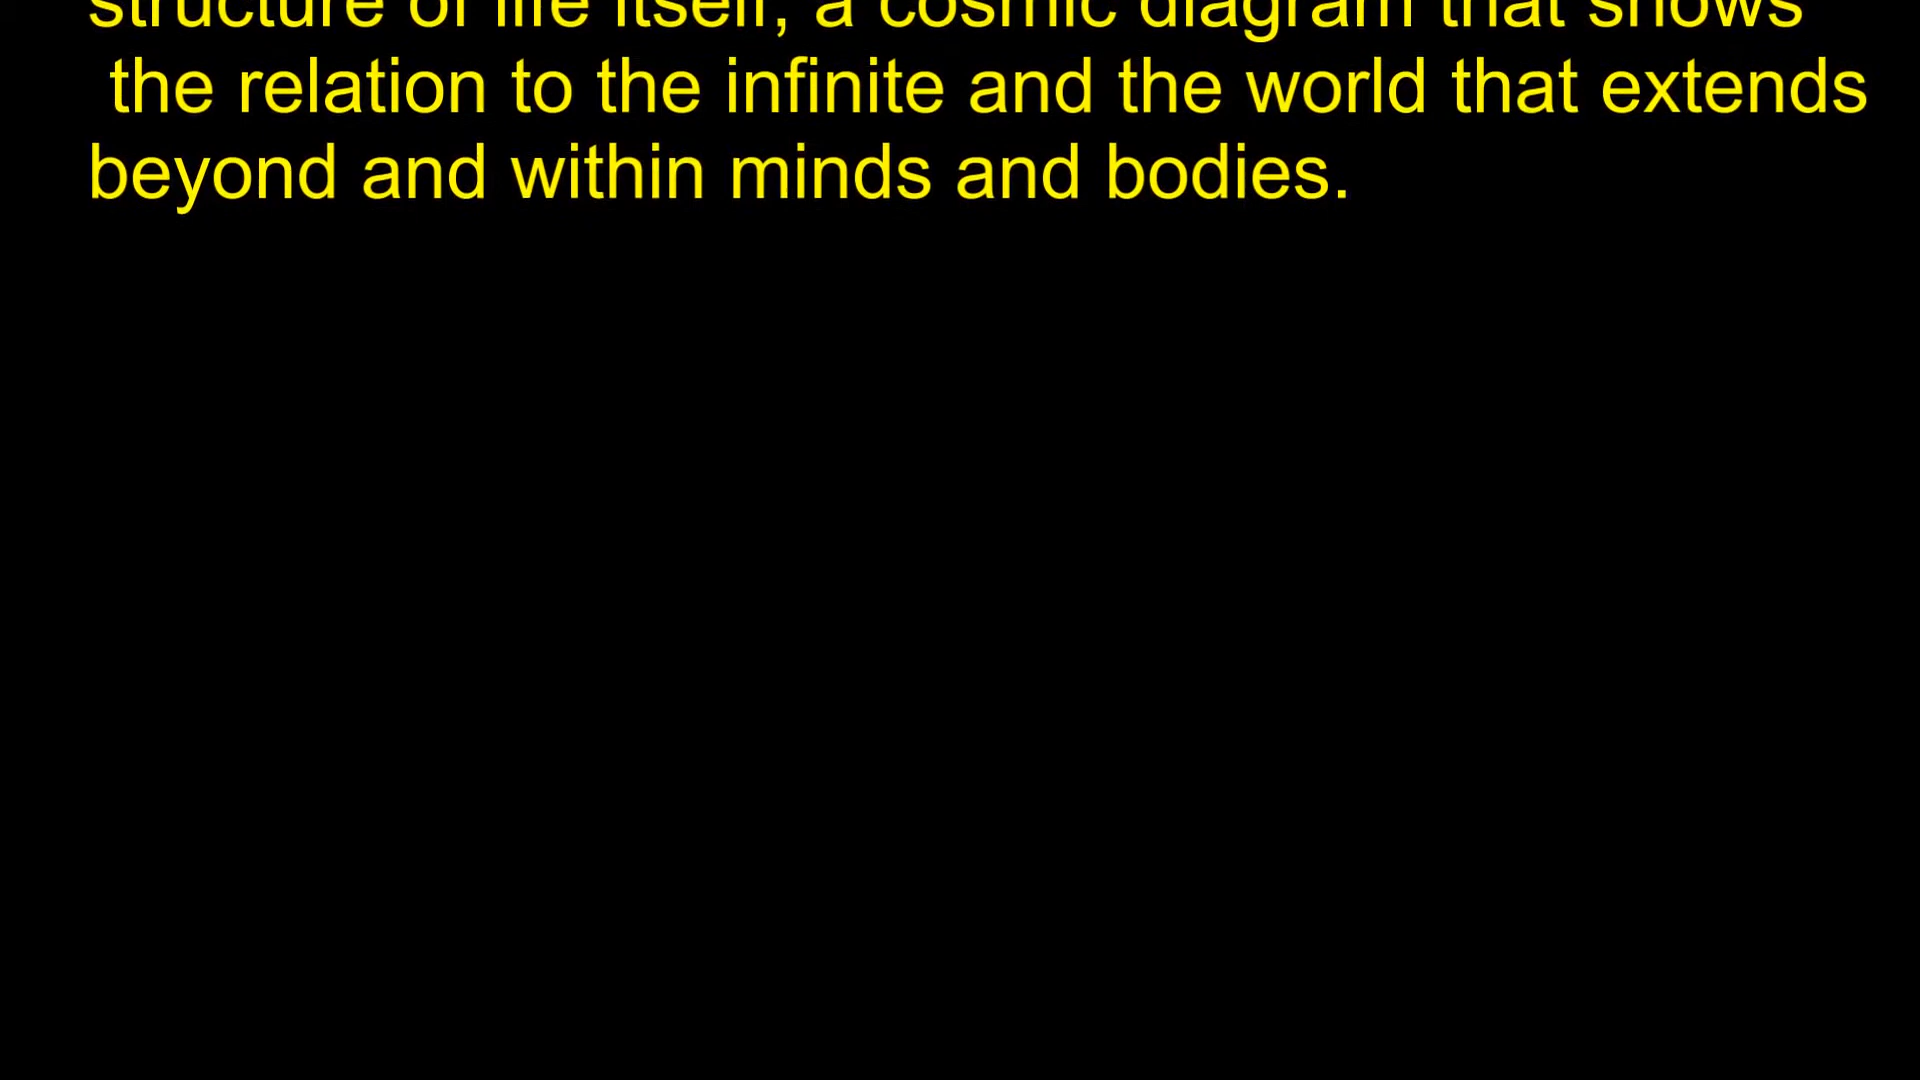 structure of life itself, a cosmic diagram that shows
the relation to the infinite and the world that extends
beyond and within minds and bodies.